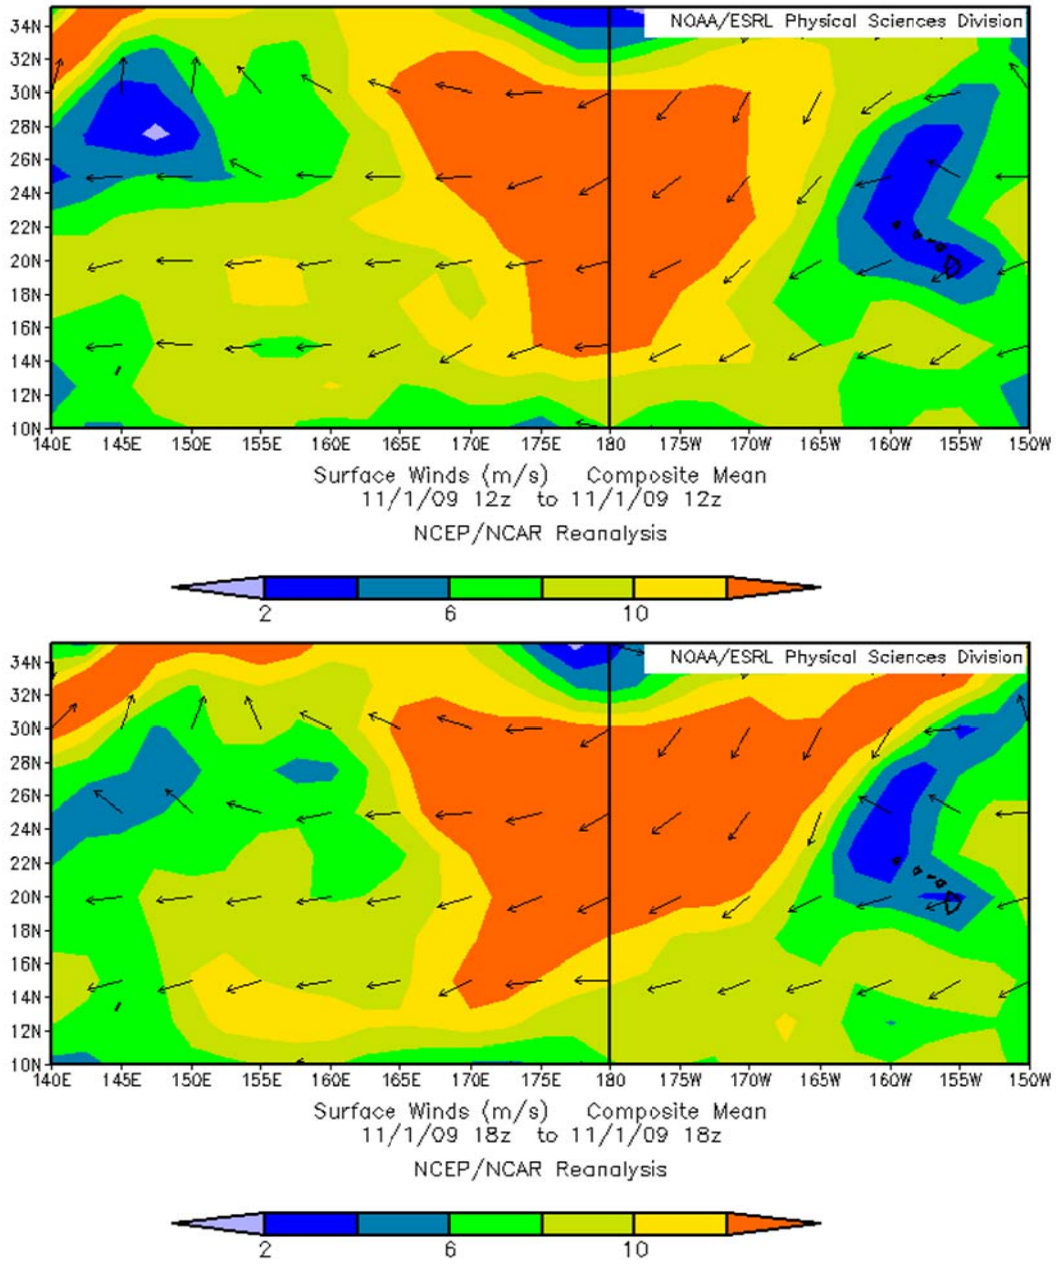 34N
NOAA/ESRL Physical Sciences Division
32N
30N
28N
26N
24N
22N
20N
18N
16N
14N
12N
10N
140E 145E 150E 155E 160E 165E 170E 175E 180 175W 170W 165W 160W 155W 150W
Surface Winds (m/s) Composite Mean
11/1/09 12z to 11/1/09 12z
NCEP/NCAR Reanalysis
2 6 10
34N
NOAA/ESRL Physical Sciences Division
32N
30N
28N
26N
24N
22N
20N
18N
16N
14N
12N
10N
140E 145E 150E 155E 160E 165E 170E 175E 180 175W 170W 165W 160W 155W 150W
Surface Winds (m/s) Composite Mean
11/1/09 18z to 11/1/09 18z
NCEP/NCAR Reanalysis
2 6 10